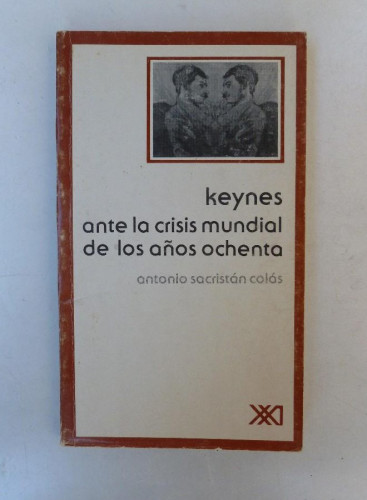 keynes
ante la crisis mundial
de los años ochenta
antonio sacristán colás